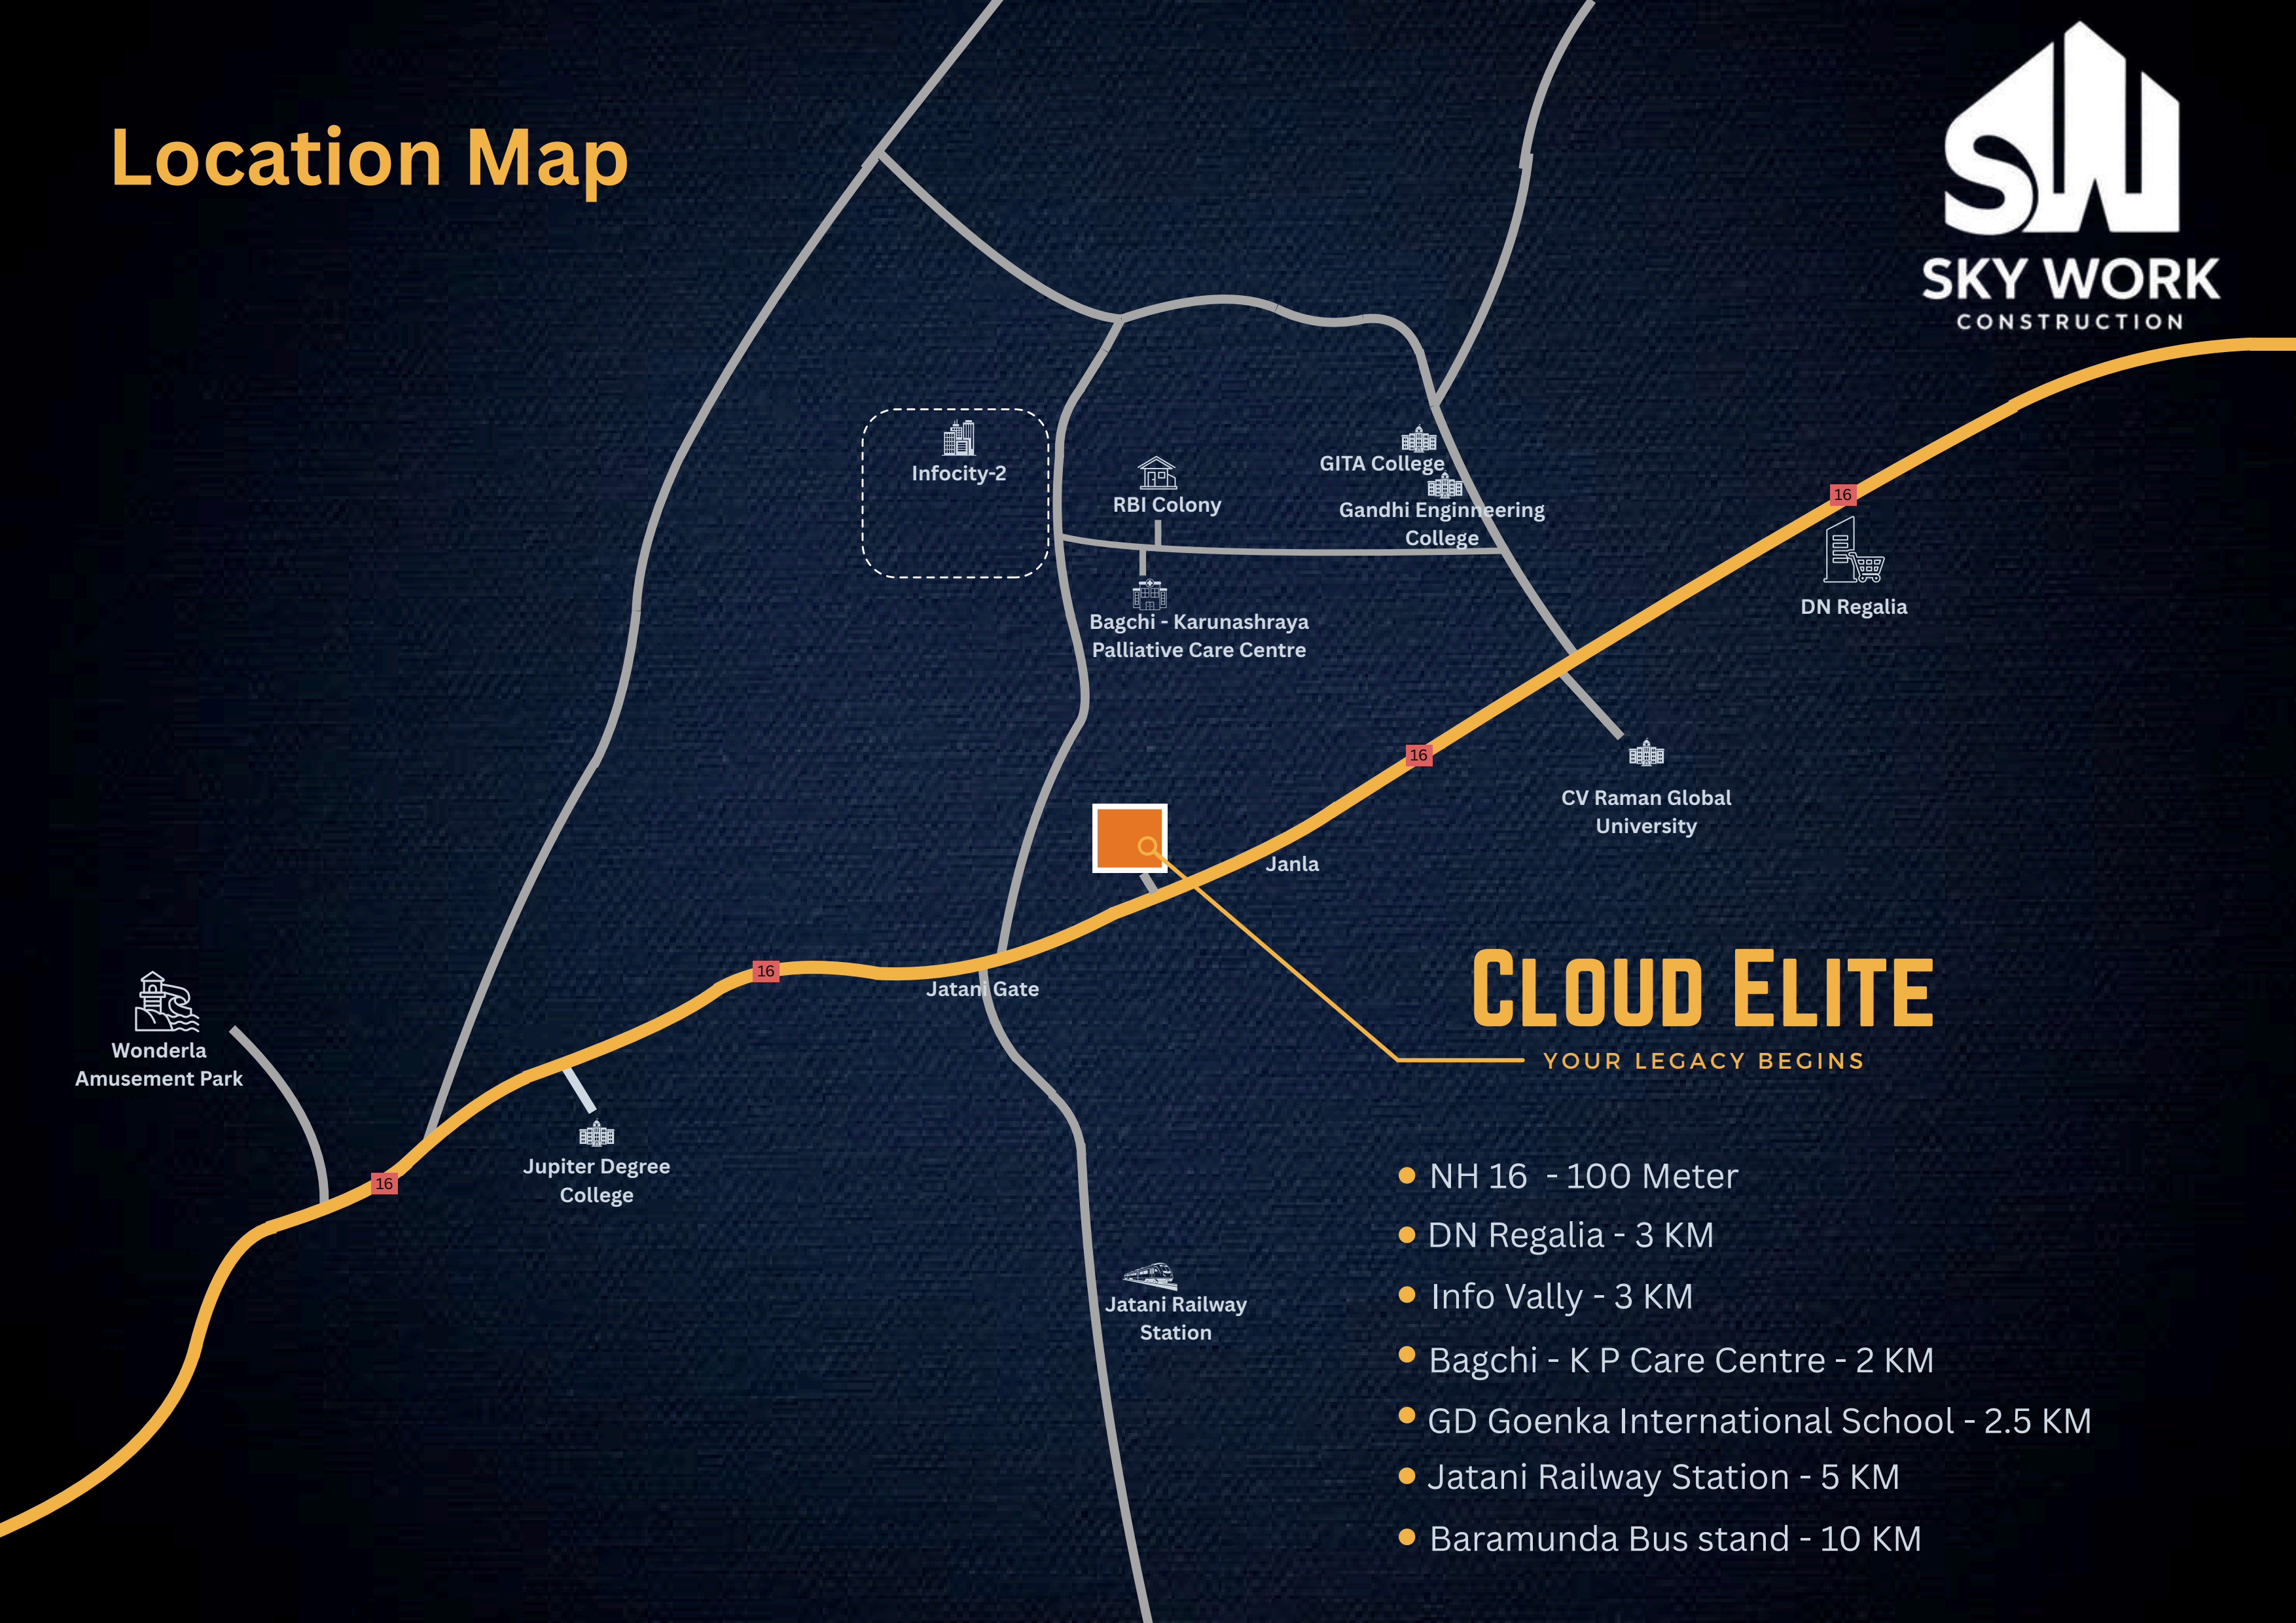 Location Map
SW
SKY WORK
CONSTRUCTION
Infocity-2
RBI Colony
GITA College
Gandhi Enginneering
College
16
DN Regalia
Bagchi - Karunashraya
Palliative Care Centre
16
CV Raman Global
University
Janla
16
Jatani Gate
Wonderla
Amusement Park
16
Jupiter Degree
College
Jatani Railway
Station
CLOUD ELITE
YOUR LEGACY BEGINS
NH 16 - 100 Meter
DN Regalia - 3 KM
Info Vally - 3 KM
Bagchi - K P Care Centre - 2 KM
GD Goenka International School - 2.5 KM
Jatani Railway Station - 5 KM
Baramunda Bus stand - 10 KM